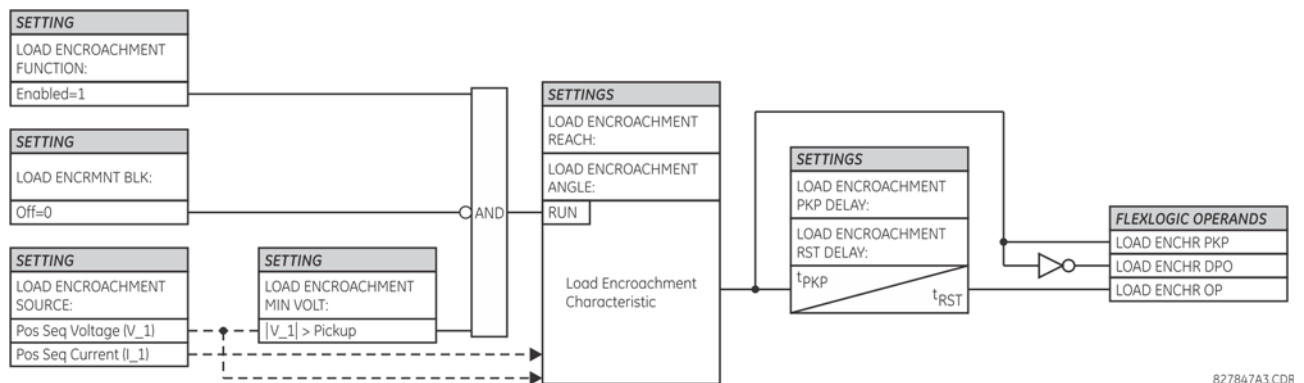 SETTING
LOAD ENCROACHMENT
FUNCTION:
Enabled=1
SETTING
LOAD ENCRMNT BLK:
Off=0
SETTING
LOAD ENCROACHMENT
SOURCE:
Pos Seq Voltage (V_1)
Pos Seq Current (I_1)
SETTING
LOAD ENCROACHMENT
MIN VOLT:
|V_1| > Pickup
AND
SETTINGS
LOAD ENCROACHMENT
REACH:
LOAD ENCROACHMENT
ANGLE:
RUN
Load Encroachment
Characteristic
SETTINGS
LOAD ENCROACHMENT
PKP DELAY:
LOAD ENCROACHMENT
RST DELAY:
tPKP
tRST
FLEXLOGIC OPERANDS
LOAD ENCHR PKP
LOAD ENCHR DPO
LOAD ENCHR OP
827847A3.CDR